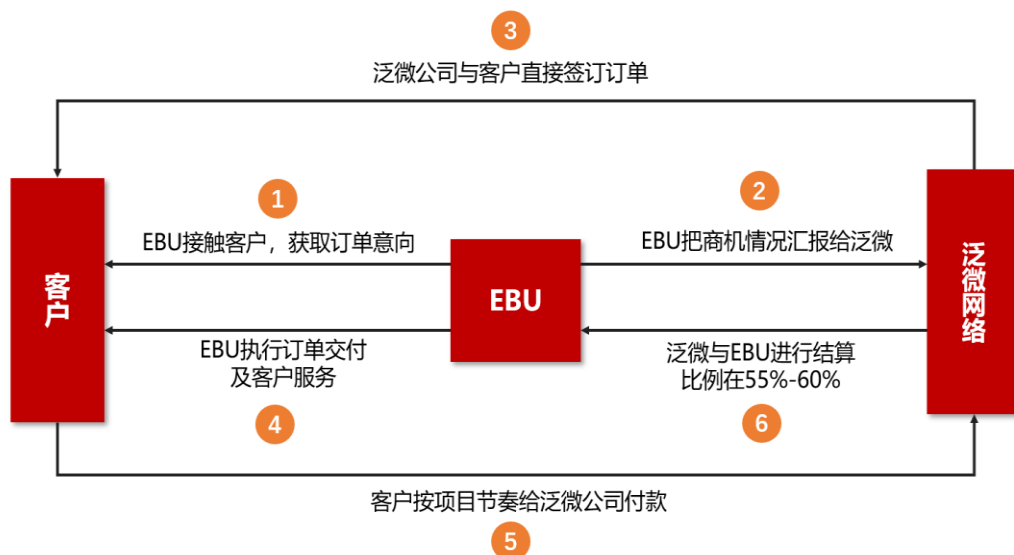 3
泛微公司与客户直接签订订单
1
2
EBU接触客户，获取订单意向
EBU把商机情况汇报给泛微
客户
EBU
泛微网络
EBU执行订单交付
及客户服务
泛微与EBU进行结算
比例在55%-60%
4
6
客户按项目节奏给泛微公司付款
5